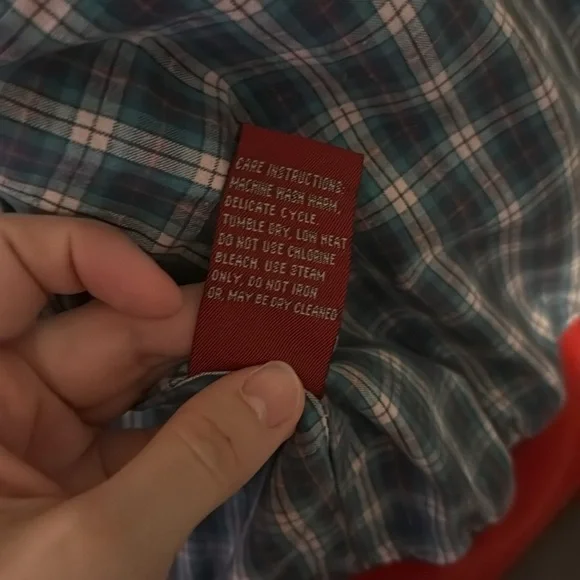 CARE INSTRUCTIONS:
MACHINE WASH WARM,
DELICATE CYCLE.
TUMBLE DRY, LOW HEAT
DO NOT USE CHLORINE
BLEACH. USE STEAM
ONLY, DO NOT IRON
OR, MAY BE DRY CLEANED